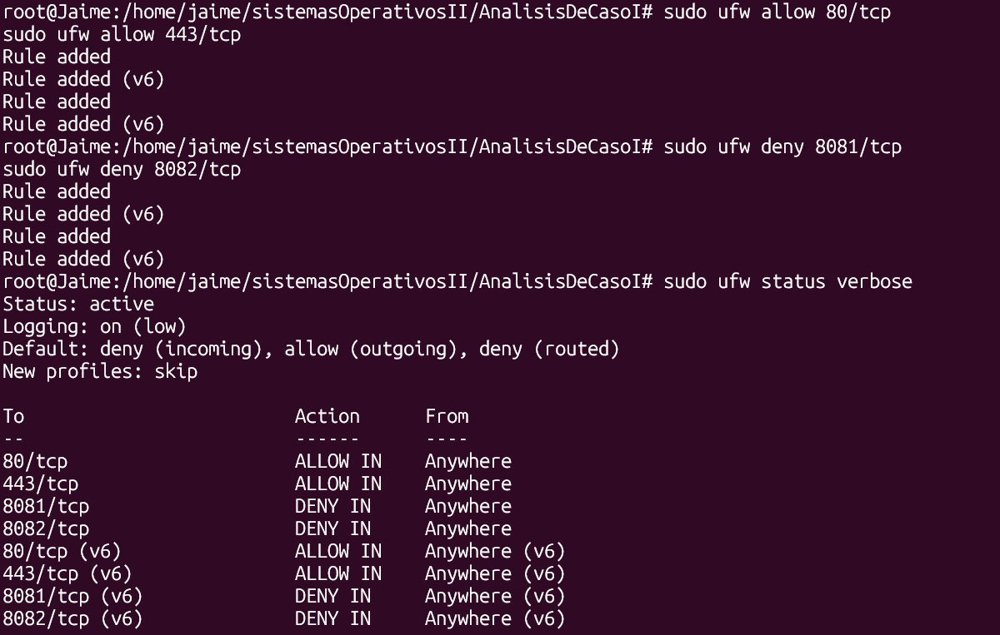 root@Jaime:/home/jaime/sistemasOperativosII/AnalisisDeCasoI# sudo ufw allow 80/tcp
sudo ufw allow 443/tcp
Rule added
Rule added (v6)
Rule added
Rule added (v6)
root@Jaime:/home/jaime/sistemasOperativosII/AnalisisDeCasoI# sudo ufw deny 8081/tcp
sudo ufw deny 8082/tcp
Rule added
Rule added (v6)
Rule added
Rule added (v6)
root@Jaime:/home/jaime/sistemasOperativosII/AnalisisDeCasoI# sudo ufw status verbose
Status: active
Logging: on (low)
Default: deny (incoming), allow (outgoing), deny (routed)
New profiles: skip

To                         Action      From
--                         ------      ----
80/tcp                     ALLOW IN    Anywhere
443/tcp                    ALLOW IN    Anywhere
8081/tcp                   DENY IN     Anywhere
8082/tcp                   DENY IN     Anywhere
80/tcp (v6)                ALLOW IN    Anywhere (v6)
443/tcp (v6)               ALLOW IN    Anywhere (v6)
8081/tcp (v6)              DENY IN     Anywhere (v6)
8082/tcp (v6)              DENY IN     Anywhere (v6)